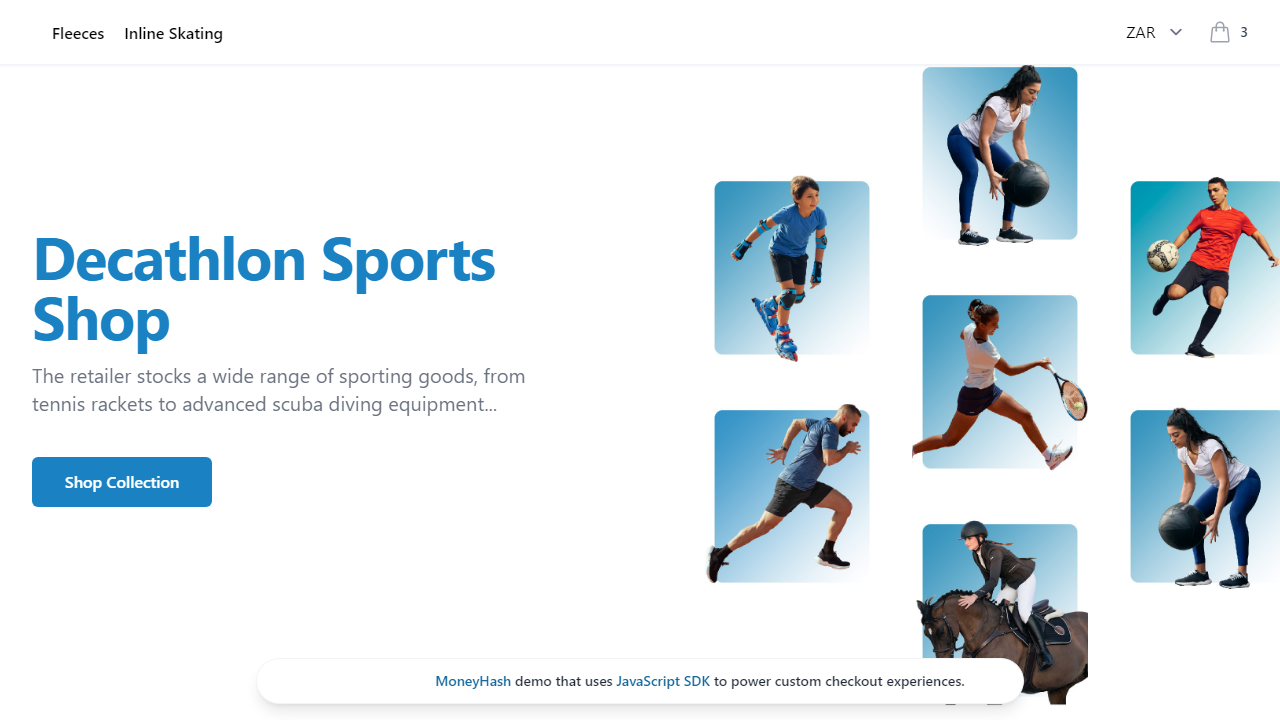 Fleeces Inline Skating
ZAR 3
Decathlon Sports
Shop
The retailer stocks a wide range of sporting goods, from
tennis rackets to advanced scuba diving equipment...
Shop Collection
MoneyHash demo that uses JavaScript SDK to power custom checkout experiences.